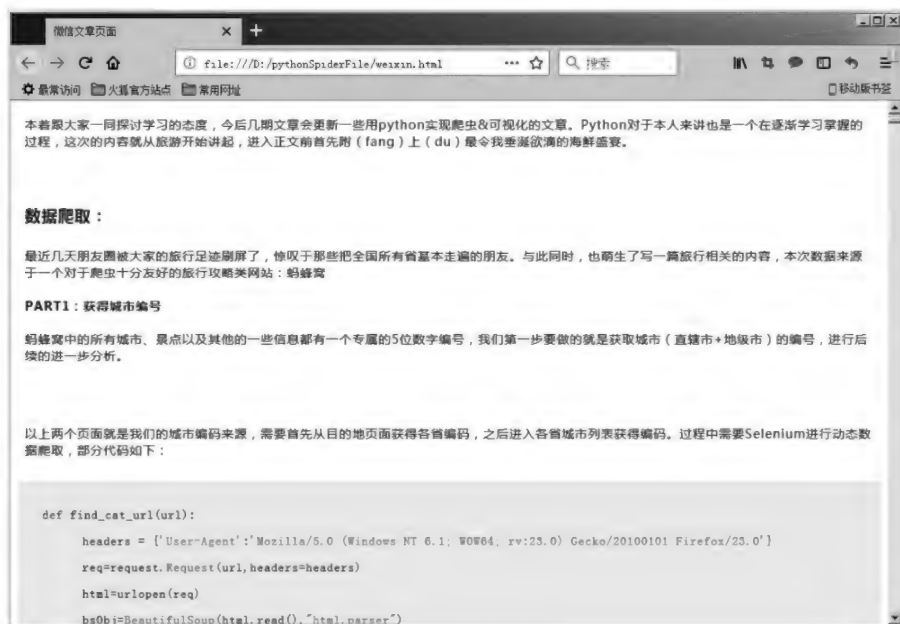 微信文章页面
file:///D:/pythonSpiderFile/weixin.html
搜索
最常访问 火狐官方站点 常用网址 移动版书签
本着跟大家一同探讨学习的态度，今后几期文章会更新一些用python实现爬虫&可视化的文章。Python对于本人来讲也是一个在逐渐学习掌握的
过程，这次的内容就从旅游开始讲起，进入正文前首先附（fang）上（du）最令我垂涎欲滴的海鲜盛宴。
数据爬取：
最近几天朋友圈被大家的旅行足迹刷屏了，惊叹于那些把全国所有省基本走遍的朋友。与此同时，也萌生了写一篇旅行相关的内容，本次数据来源
于一个对于爬虫十分友好的旅行攻略类网站：蚂蜂窝
PART1：获得城市编号
蚂蜂窝中的所有城市、景点以及其他的一些信息都有一个专属的5位数字编号，我们第一步要做的就是获取城市（直辖市+地级市）的编号，进行后
续的进一步分析。
以上两个页面就是我们的城市编码来源，需要首先从目的地页面获得各省编码，之后进入各省城市列表获得编码。过程中需要Selenium进行动态数
据爬取，部分代码如下：
def find_cat_url(url):
headers = {'User-Agent':'Mozilla/5.0 (Windows NT 6.1; WOW64; rv:23.0) Gecko/20100101 Firefox/23.0'}
req=request.Request(url,headers=headers)
html=urlopen(req)
bsObj=BeautifulSoup(html.read(),"html.parser")